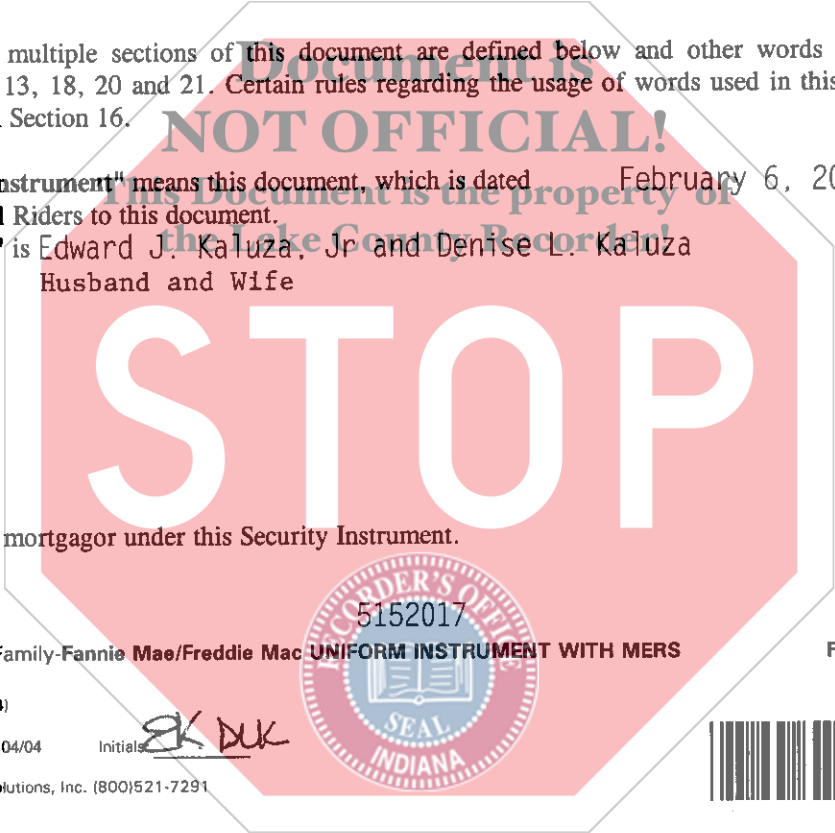 multiple sections of this document are defined below and other words
Document is
13, 18, 20 and 21. Certain rules regarding the usage of words used in this
Section 16.
NOT OFFICIAL!
nstrument" means this document, which is dated February 6, 20
This Document is the property of
Riders to this document.
the Lake County Recorder!
" is Edward J. Kaluza, Jr and Denise L. Kaluza
Husband and Wife
STOP
mortgagor under this Security Instrument.
RECORDER'S OFFICE
5152017
Family-Fannie Mae/Freddie Mac UNIFORM INSTRUMENT WITH MERS
SEAL
INDIANA
04/04 Initials EK DLK
lutions, Inc. (800)521-7291